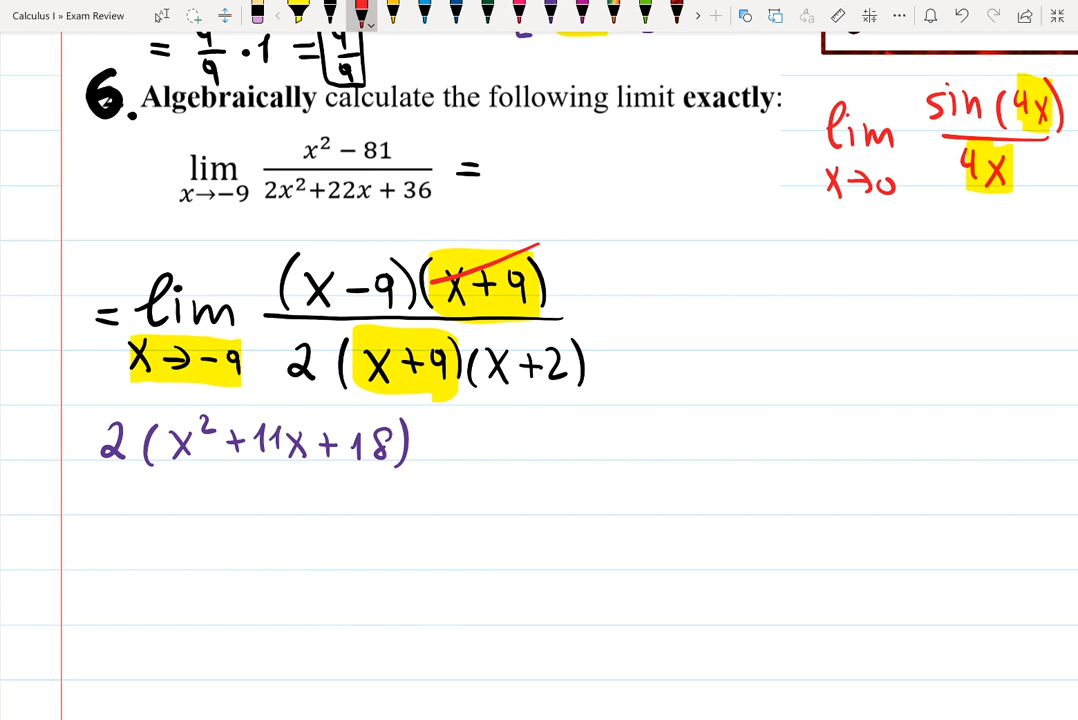 Calculus I » Exam Review
= 4/9 · 1 = 4/9
6. Algebraically calculate the following limit exactly:
lim x→-9 (x² − 81)/(2x²+22x + 36) =
lim x→0 sin(4x)/4x
= lim x→-9 (x-9)(x+9)/2(x+9)(x+2)
2(x²+11x+18)